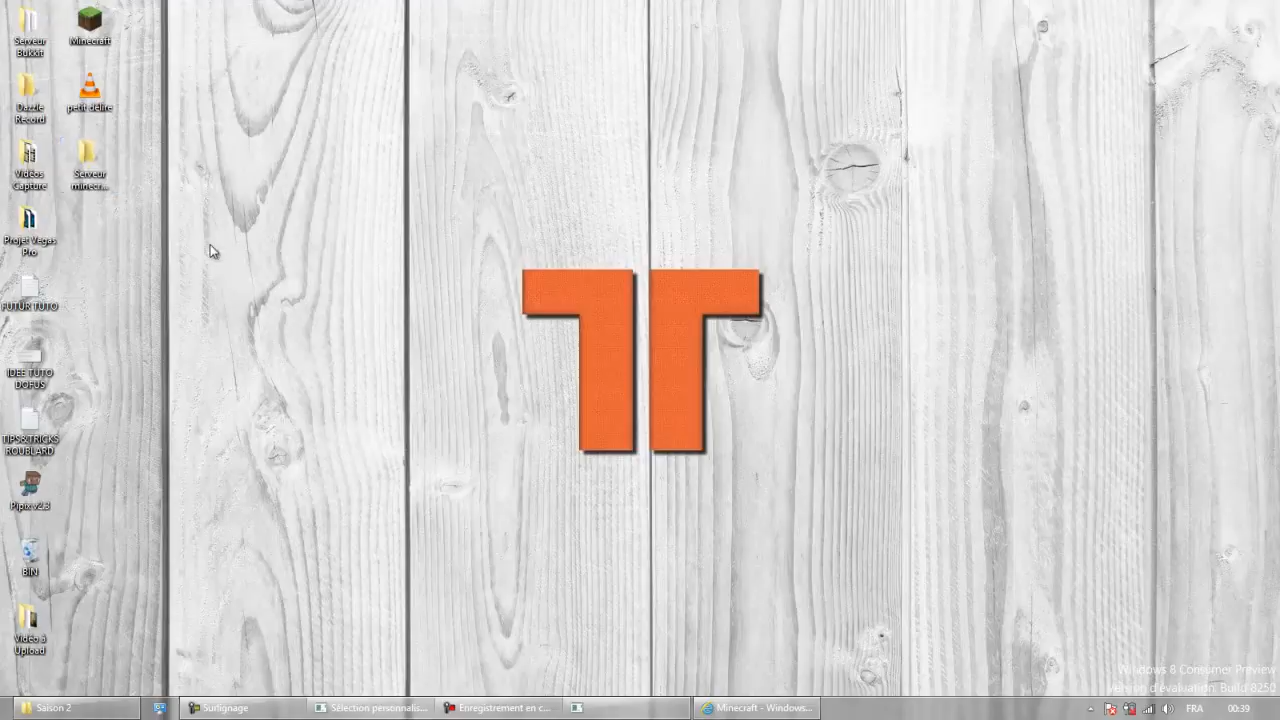 Serveur
Bukkit
Minecraft
Dazzle
Record
petit délire
Vidéos
Capture
Serveur
minecr...
Projet Vegas
Pro
FUTUR TUTO
IDEE TUTO
DOFUS
TIPS&TRICKS
ROUBLARD
Pipix v2.3
BIN
Vidéo à
Upload
Windows 8 Consumer Preview
Version d'évaluation. Build 8250
Saison 2
Surlignage
Sélection personnalis...
Enregistrement en c...
Minecraft - Windows...
FRA
00:39